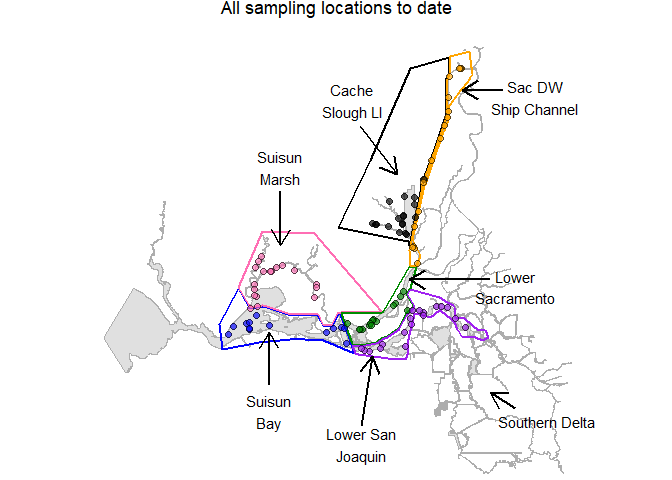 All sampling locations to date
Cache
Slough LI
Sac DW
Ship Channel
Suisun
Marsh
Lower
Sacramento
Suisun
Bay
Lower San
Joaquin
Southern Delta